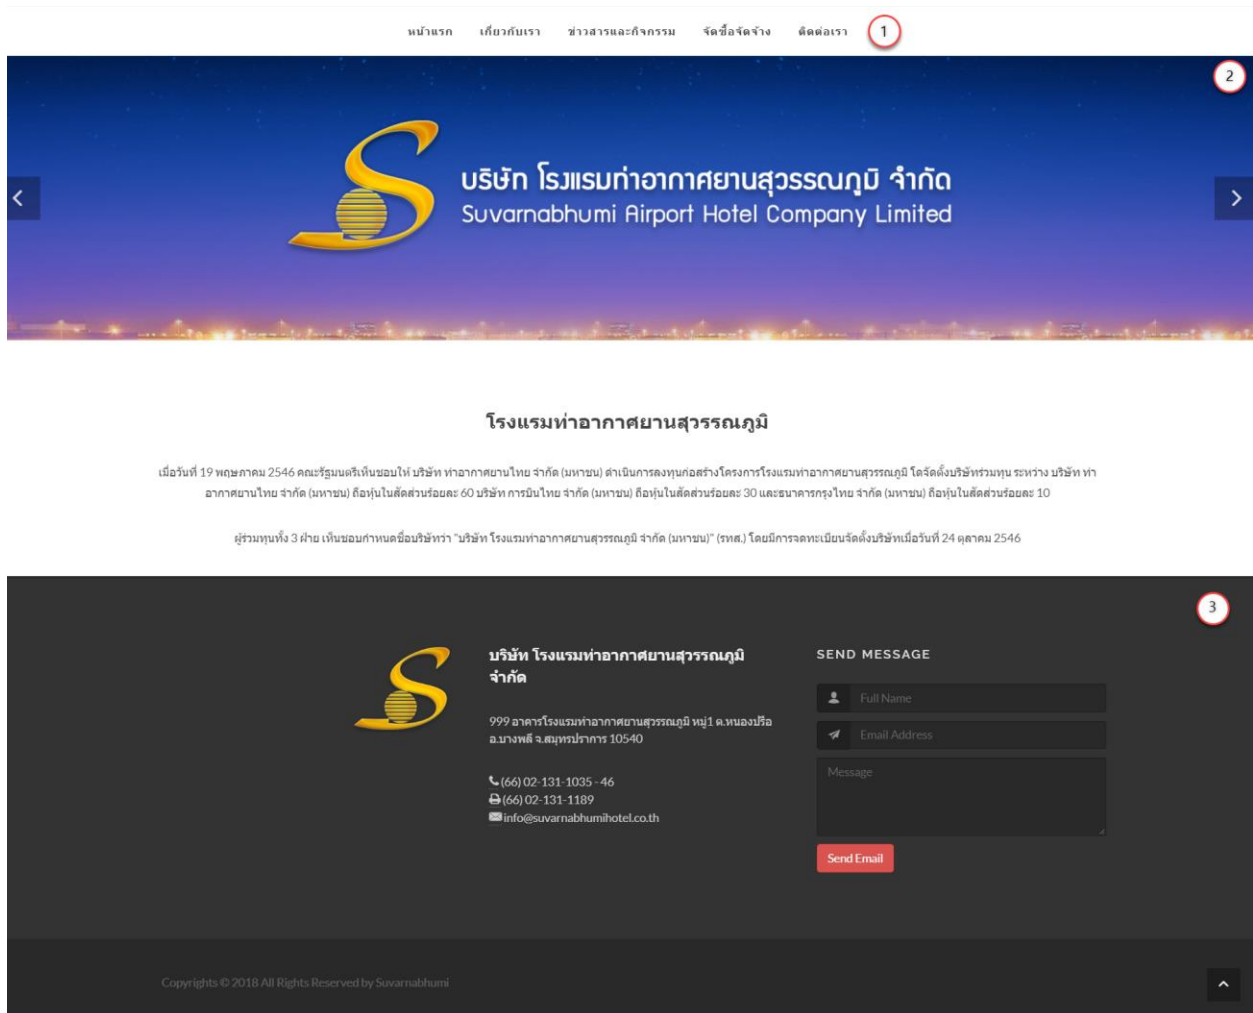 หน้าแรก เกี่ยวกับเรา ข่าวสารและกิจกรรม จัดซื้อจัดจ้าง ติดต่อเรา 1
2
บริษัท โรงแรมท่าอากาศยานสุวรรณภูมิ จำกัด
Suvarnabhumi Airport Hotel Company Limited
โรงแรมท่าอากาศยานสุวรรณภูมิ
เมื่อวันที่ 19 พฤษภาคม 2546 คณะรัฐมนตรีเห็นชอบให้ บริษัท ท่าอากาศยานไทย จำกัด (มหาชน) ดำเนินการลงทุนก่อสร้างโครงการโรงแรมท่าอากาศยานสุวรรณภูมิ โดจัดตั้งบริษัทร่วมทุน ระหว่าง บริษัท ท่า
อากาศยานไทย จำกัด (มหาชน) ถือหุ้นในสัดส่วนร้อยละ 60 บริษัท การบินไทย จำกัด (มหาชน) ถือหุ้นในสัดส่วนร้อยละ 30 และธนาคารกรุงไทย จำกัด (มหาชน) ถือหุ้นในสัดส่วนร้อยละ 10
ผู้ร่วมทุนทั้ง 3 ฝ่าย เห็นชอบกำหนดชื่อบริษัทว่า "บริษัท โรงแรมท่าอากาศยานสุวรรณภูมิ จำกัด (มหาชน)" (รทส.) โดยมีการจดทะเบียนจัดตั้งบริษัทเมื่อวันที่ 24 ตุลาคม 2546
3
บริษัท โรงแรมท่าอากาศยานสุวรรณภูมิ
จำกัด
999 อาคารโรงแรมท่าอากาศยานสุวรรณภูมิ หมู่1 ต.หนองปรือ
อ.บางพลี จ.สมุทรปราการ 10540
(66) 02-131-1035 - 46
(66) 02-131-1189
info@suvarnabhumihotel.co.th
SEND MESSAGE
Full Name
Email Address
Message
Send Email
Copyrights © 2018 All Rights Reserved by Suvarnabhumi